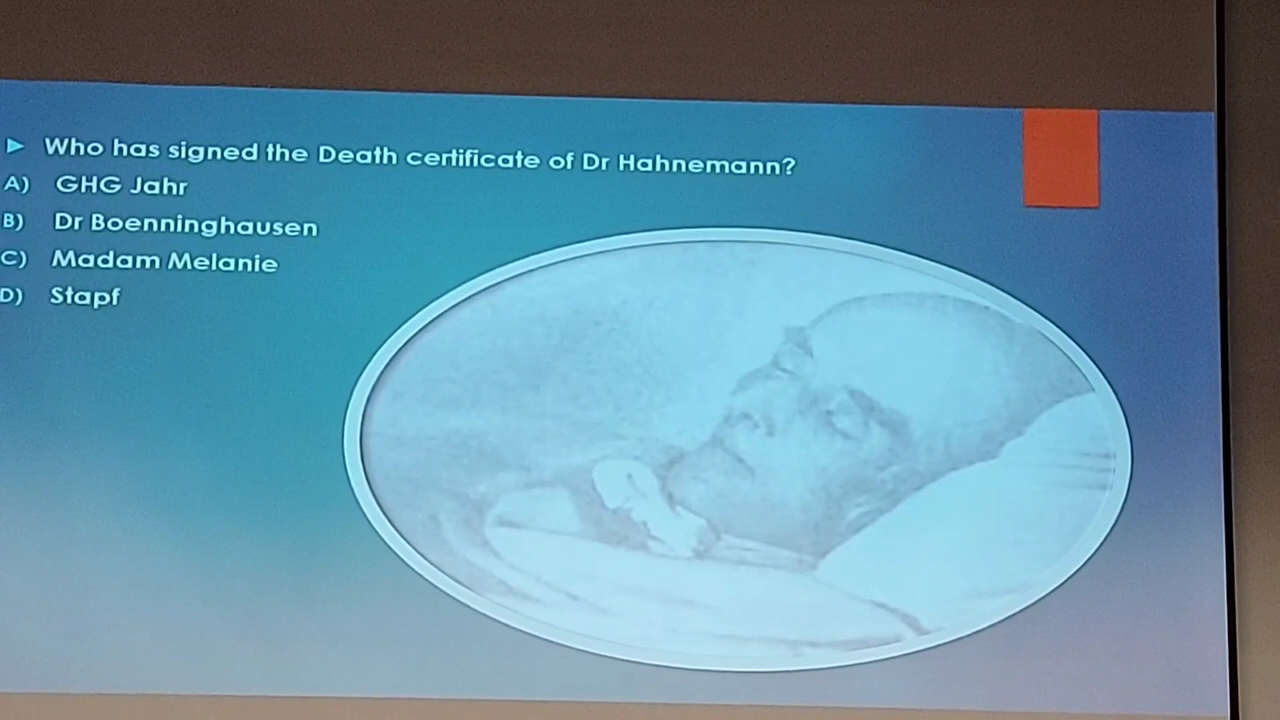 Who has signed the Death certificate of Dr Hahnemann?
A) GHG Jahr
B) Dr Boenninghausen
C) Madam Melanie
D) Stapf